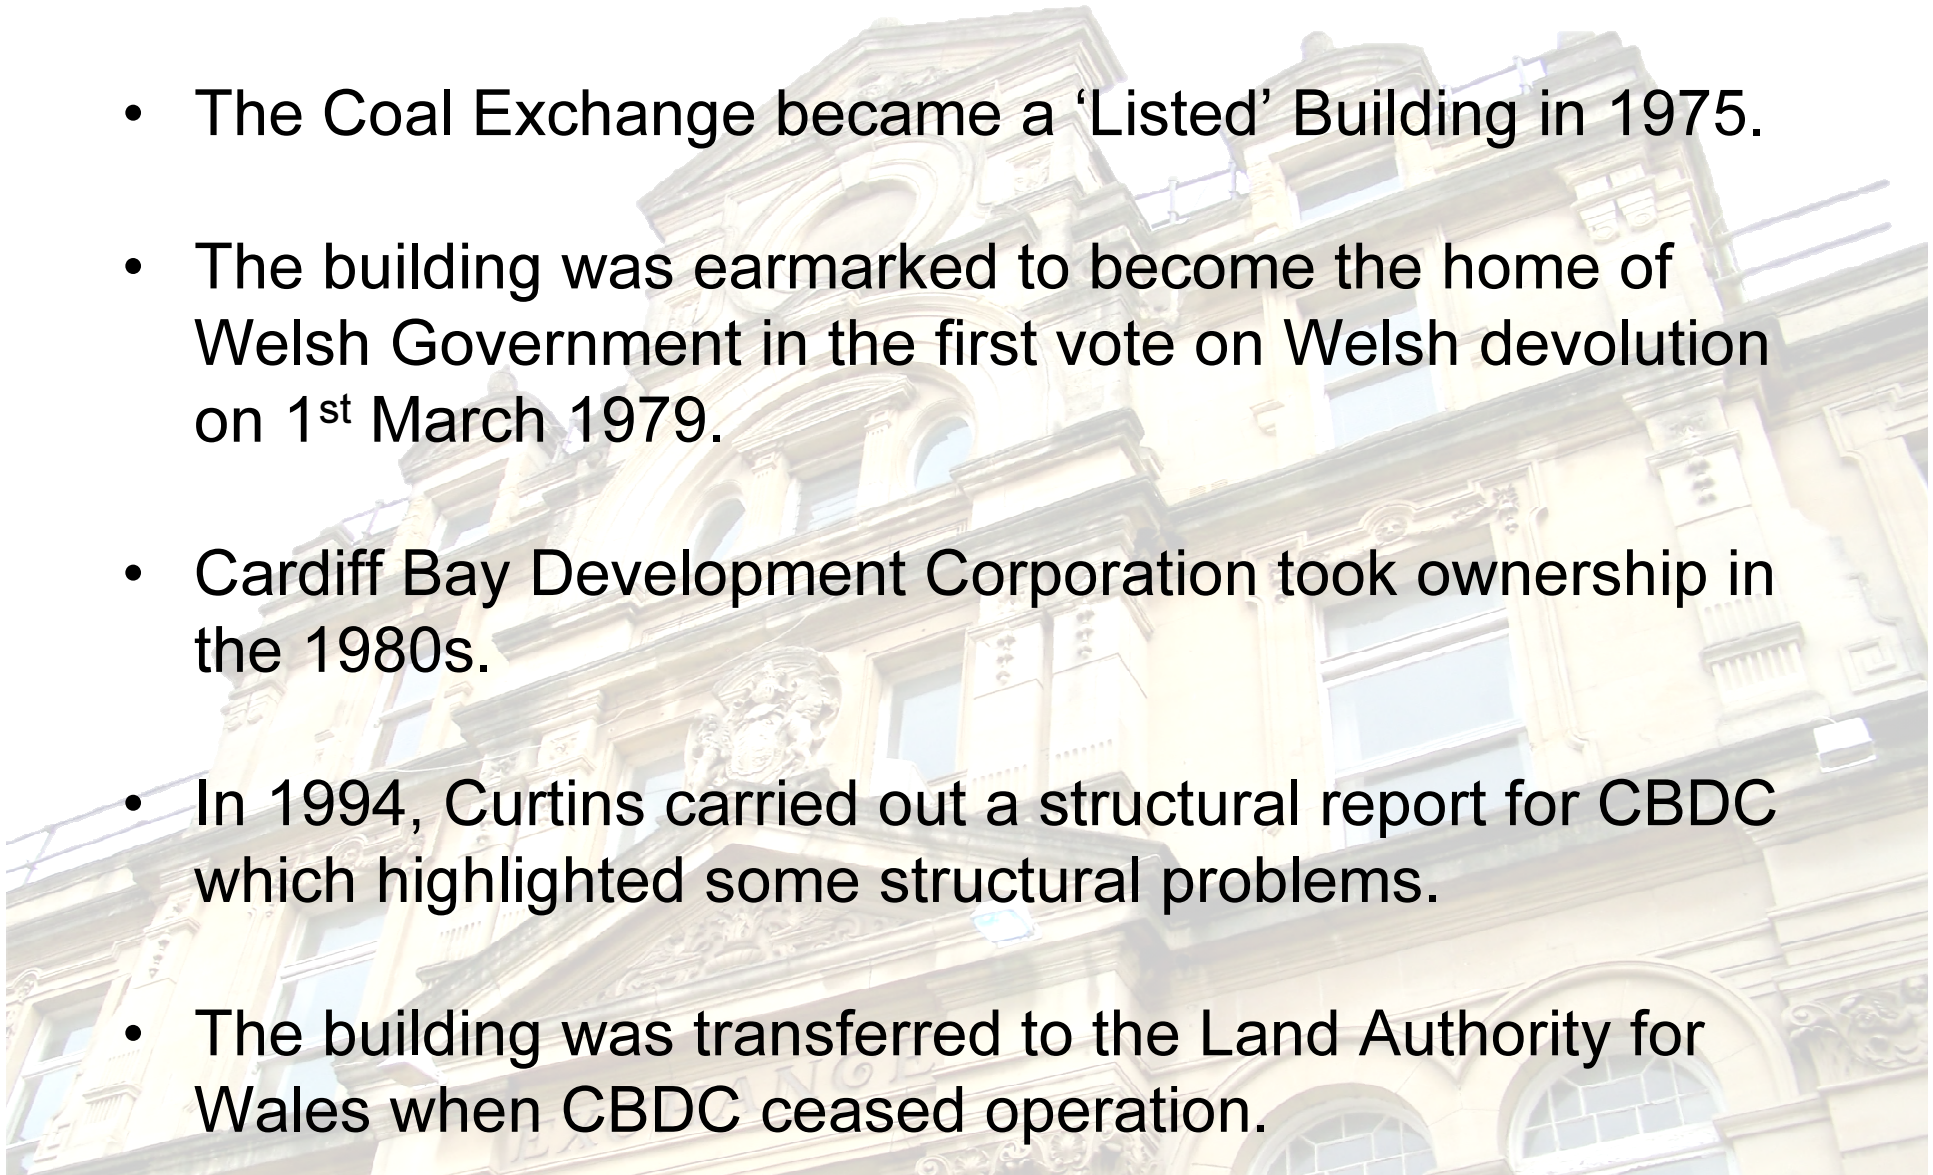 • The Coal Exchange became a ‘Listed’ Building in 1975.
• The building was earmarked to become the home of
Welsh Government in the first vote on Welsh devolution
on 1st March 1979.
• Cardiff Bay Development Corporation took ownership in
the 1980s.
• In 1994, Curtins carried out a structural report for CBDC
which highlighted some structural problems.
• The building was transferred to the Land Authority for
Wales when CBDC ceased operation.
EXCHANGE